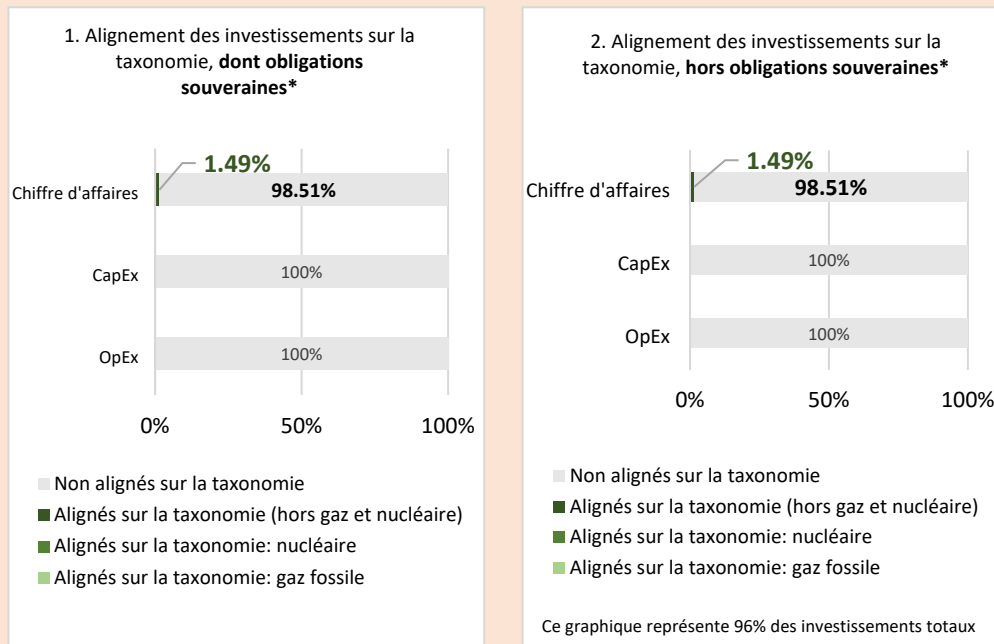 1. Alignement des investissements sur la
taxonomie, dont obligations
souveraines*
1.49%
Chiffre d'affaires
98.51%
CapEx
100%
OpEx
100%
0%
50%
100%
Non alignés sur la taxonomie
Alignés sur la taxonomie (hors gaz et nucléaire)
Alignés sur la taxonomie: nucléaire
Alignés sur la taxonomie: gaz fossile
2. Alignement des investissements sur la
taxonomie, hors obligations souveraines*
1.49%
Chiffre d'affaires
98.51%
CapEx
100%
OpEx
100%
0%
50%
100%
Non alignés sur la taxonomie
Alignés sur la taxonomie (hors gaz et nucléaire)
Alignés sur la taxonomie: nucléaire
Alignés sur la taxonomie: gaz fossile
Ce graphique représente 96% des investissements totaux